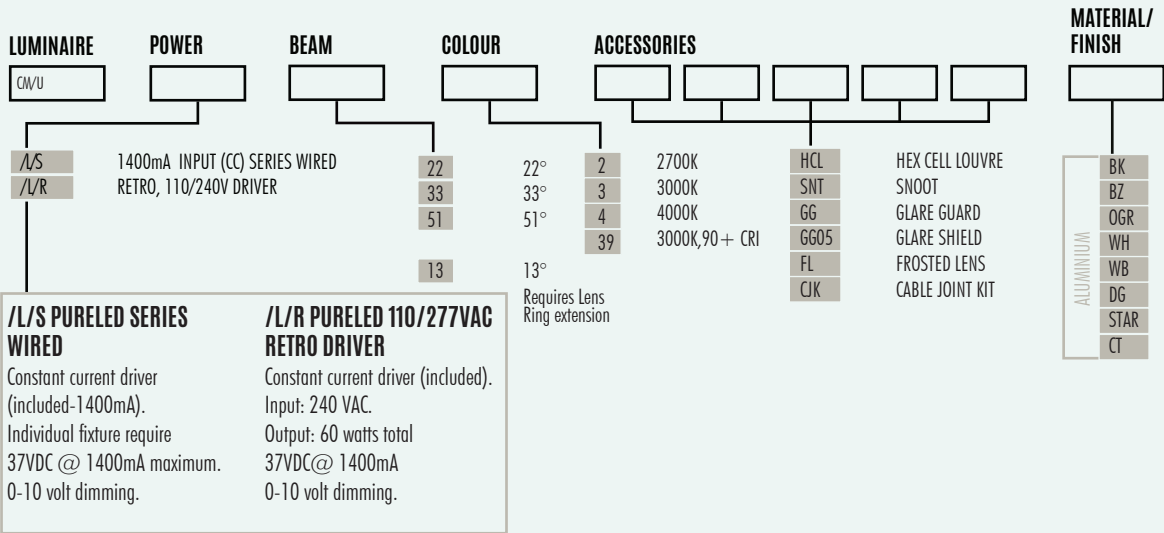 LUMINAIRE
POWER
BEAM
COLOUR
ACCESSORIES
MATERIAL/
FINISH
CM/U
/L/S 1400mA INPUT (CC) SERIES WIRED
/L/R RETRO, 110/240V DRIVER
22 22°
33 33°
51 51°
13 13°
Requires Lens
Ring extension
2 2700K
3 3000K
4 4000K
39 3000K,90+ CRI
HCL HEX CELL LOUVRE
SNT SNOOT
GG GLARE GUARD
GG05 GLARE SHIELD
FL FROSTED LENS
CJK CABLE JOINT KIT
ALUMINIUM
BK
BZ
OGR
WH
WB
DG
STAR
CT
/L/S PURELED SERIES
WIRED
Constant current driver
(included-1400mA).
Individual fixture require
37VDC @ 1400mA maximum.
0-10 volt dimming.
/L/R PURELED 110/277VAC
RETRO DRIVER
Constant current driver (included).
Input: 240 VAC.
Output: 60 watts total
37VDC@ 1400mA
0-10 volt dimming.